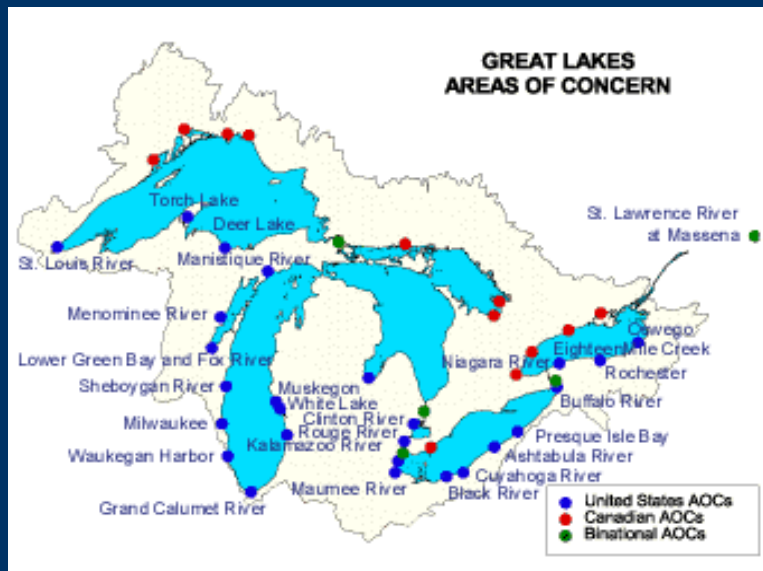 GREAT LAKES
AREAS OF CONCERN
Torch Lake
Deer Lake
St. Lawrence River
at Massena
St. Louis River
Manistique River
Menominee River
Oswego
Lower Green Bay and Fox River
Niagara River
EighteenMile Creek
Sheboygan River
Muskegon
Rochester
White Lake
Buffalo River
Milwaukee
Clinton River
Rouge River
Presque Isle Bay
Kalamazoo River
Waukegan Harbor
Ashtabula River
Cuyahoga River
Maumee River
Black River
Grand Calumet River
United States AOCs
Canadian AOCs
Binational AOCs